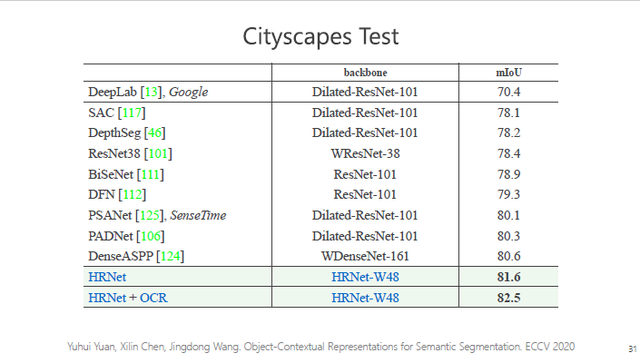 Cityscapes Test
backbone mIoU
DeepLab [13], Google Dilated-ResNet-101 70.4
SAC [117] Dilated-ResNet-101 78.1
DepthSeg [46] Dilated-ResNet-101 78.2
ResNet38 [101] WResNet-38 78.4
BiSeNet [111] ResNet-101 78.9
DFN [112] ResNet-101 79.3
PSANet [125], SenseTime Dilated-ResNet-101 80.1
PADNet [106] Dilated-ResNet-101 80.3
DenseASPP [124] WDenseNet-161 80.6
HRNet HRNet-W48 81.6
HRNet + OCR HRNet-W48 82.5
Yuhui Yuan, Xilin Chen, Jingdong Wang. Object-Contextual Representations for Semantic Segmentation. ECCV 2020
31